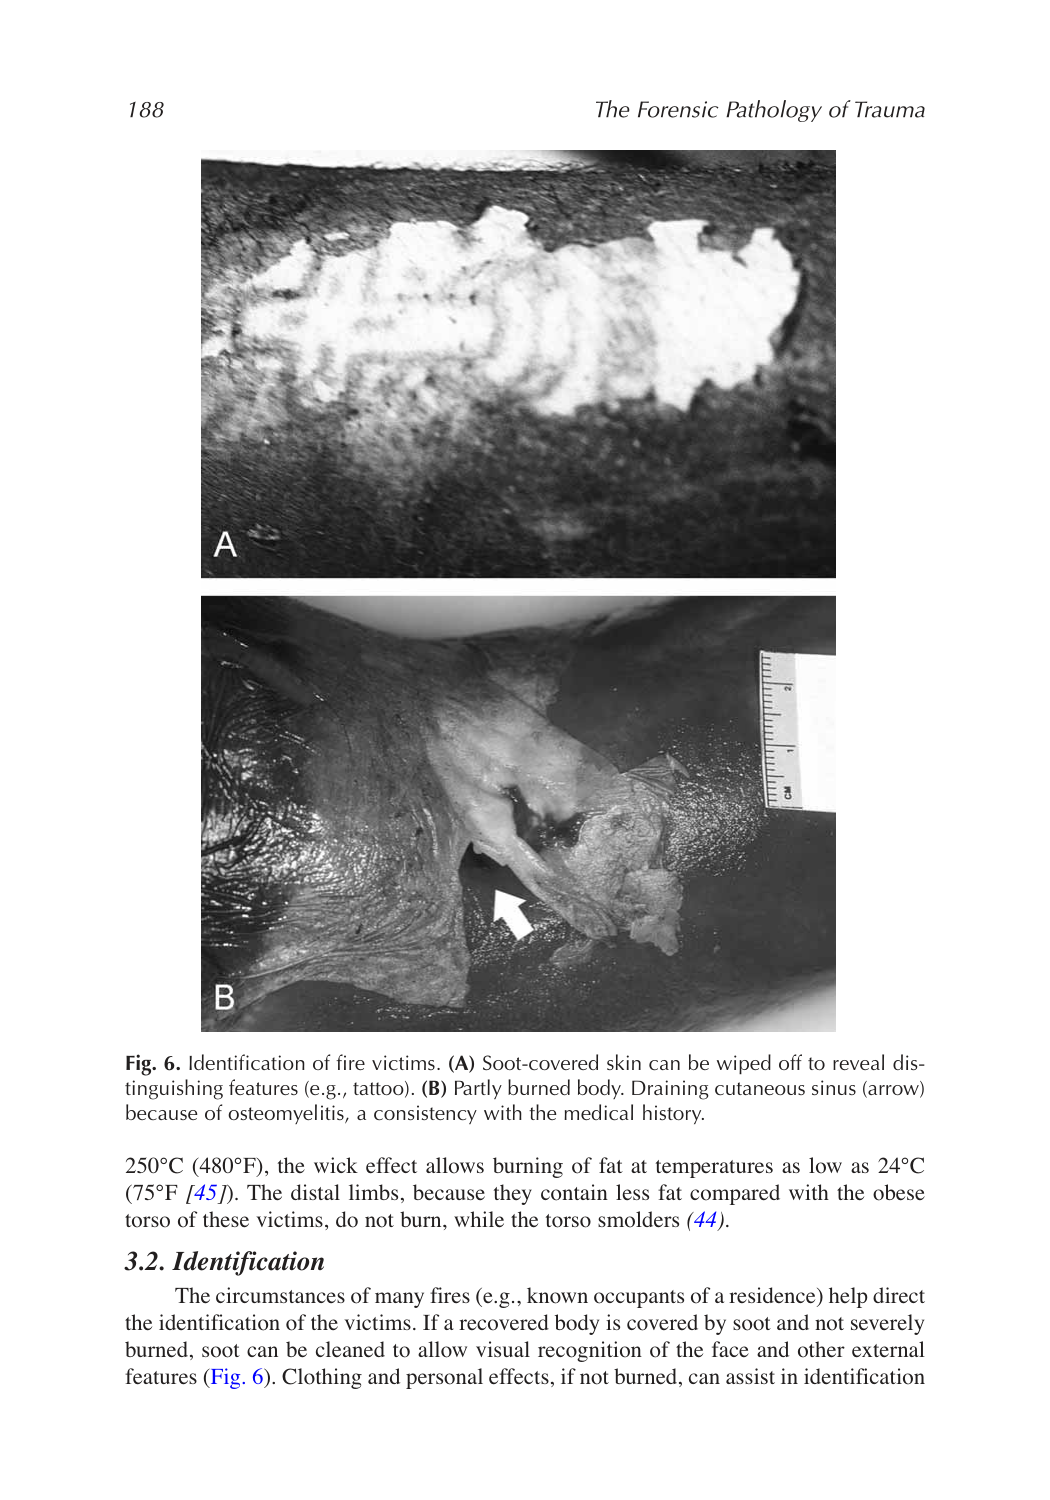 188
The Forensic Pathology of Trauma
A
2
1
CM
B
Fig. 6. Identification of fire victims. (A) Soot-covered skin can be wiped off to reveal dis-
tinguishing features (e.g., tattoo). (B) Partly burned body. Draining cutaneous sinus (arrow)
because of osteomyelitis, a consistency with the medical history.
250°C (480°F), the wick effect allows burning of fat at temperatures as low as 24°C
(75°F [45]). The distal limbs, because they contain less fat compared with the obese
torso of these victims, do not burn, while the torso smolders (44).
3.2. Identification
The circumstances of many fires (e.g., known occupants of a residence) help direct
the identification of the victims. If a recovered body is covered by soot and not severely
burned, soot can be cleaned to allow visual recognition of the face and other external
features (Fig. 6). Clothing and personal effects, if not burned, can assist in identification